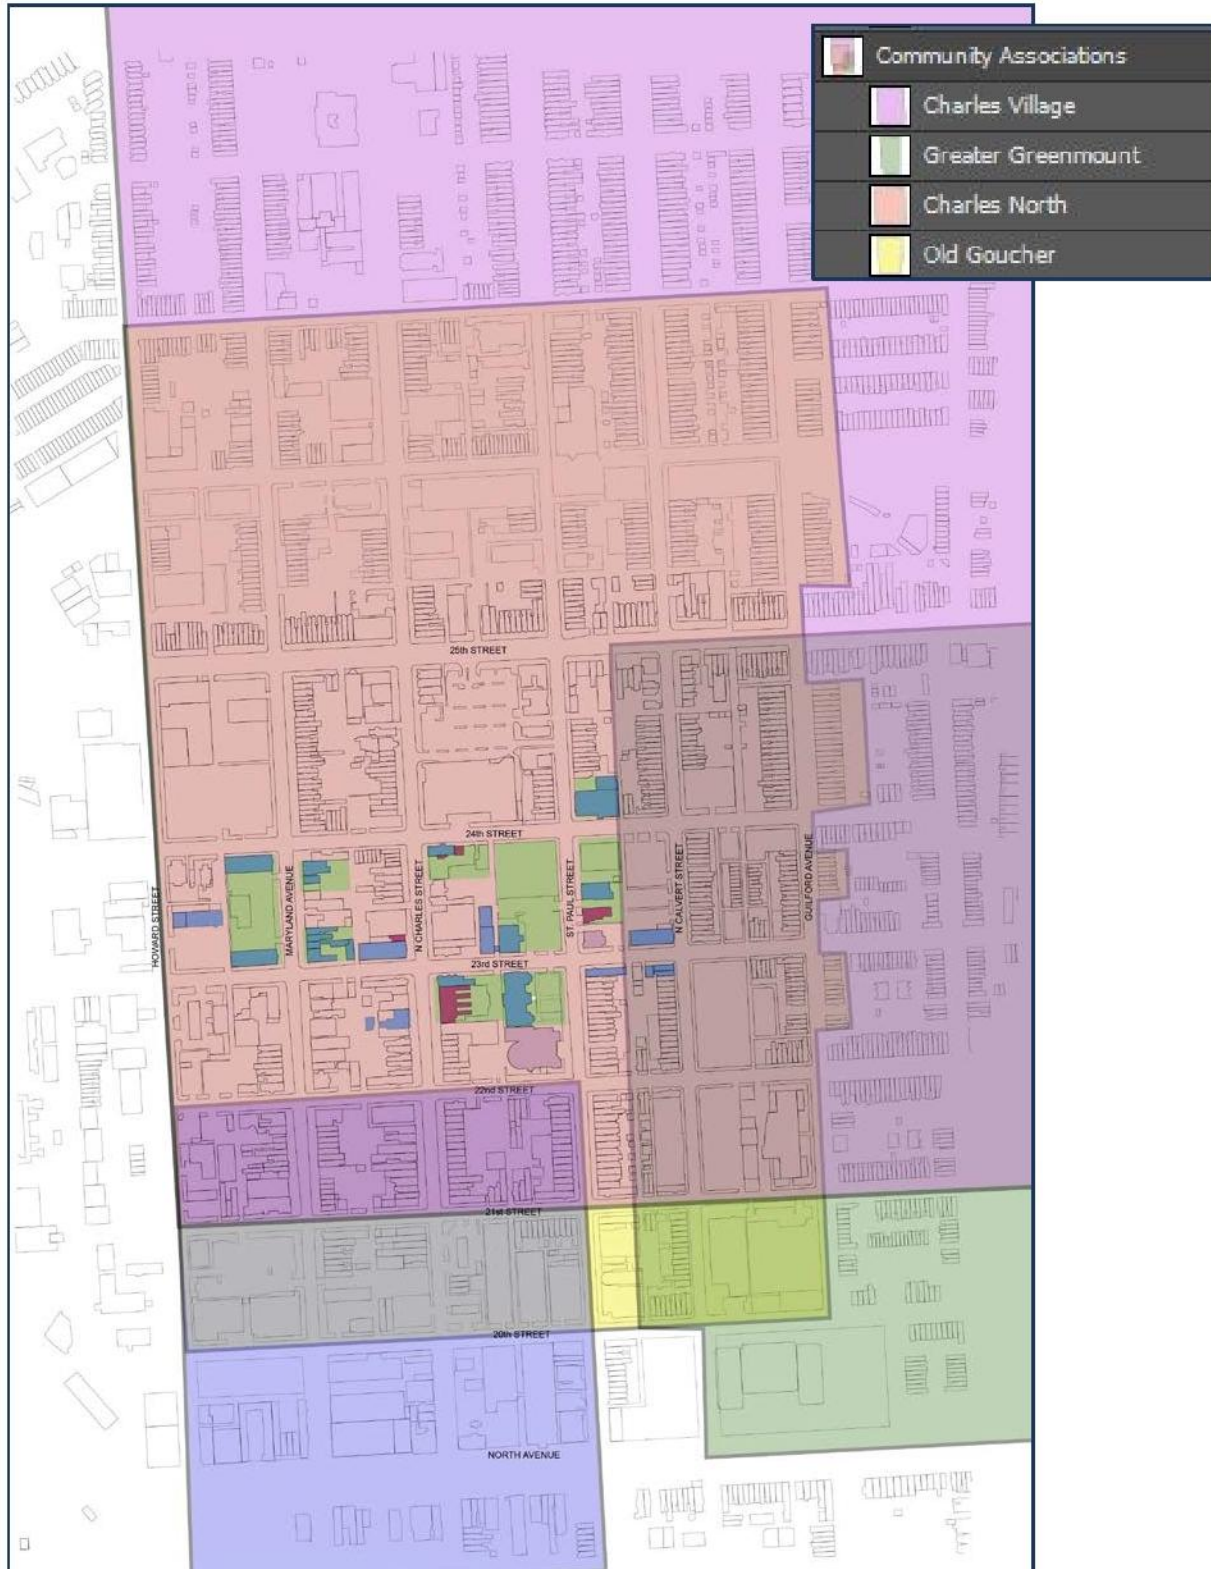 Community Associations
Charles Village
Greater Greenmount
Charles North
Old Goucher
25th STREET
24th STREET
HOWARD STREET
MARYLAND AVENUE
N CHARLES STREET
ST. PAUL STREET
N CALVERT STREET
GUILFORD AVENUE
23rd STREET
22nd STREET
21st STREET
20th STREET
NORTH AVENUE